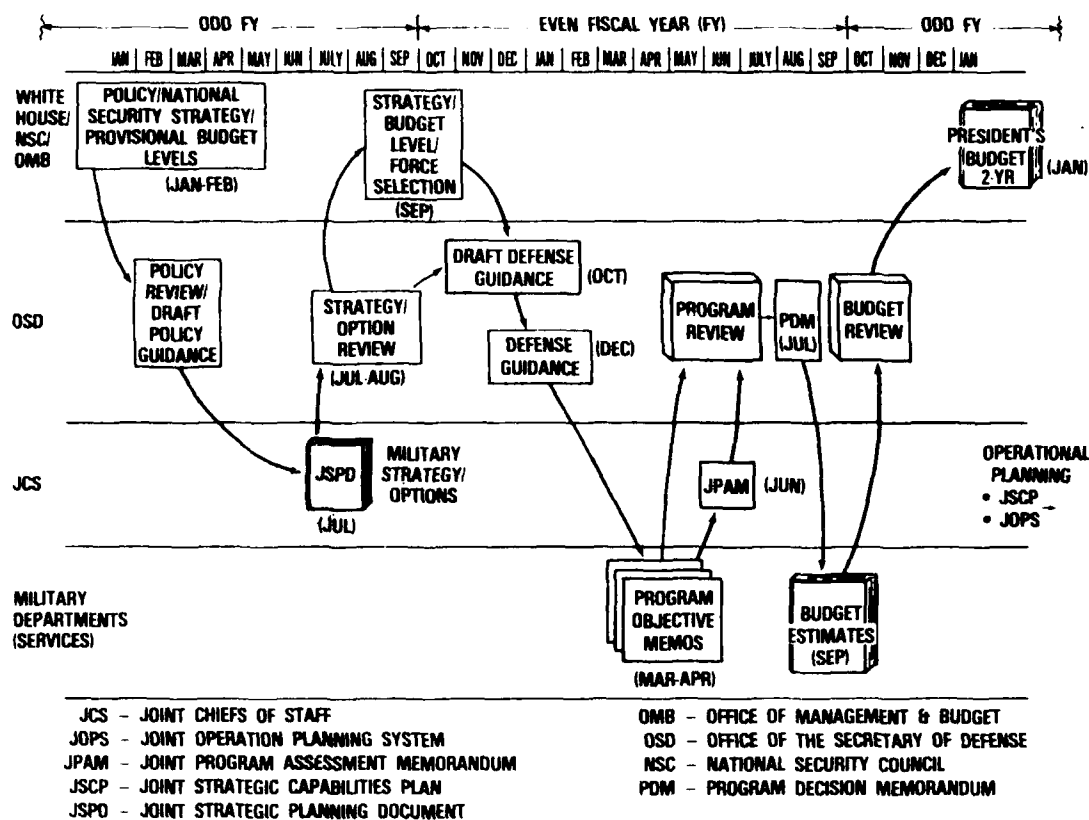 ODD FY
EVEN FISCAL YEAR (FY)
ODD FY
JAN FEB MAR APR MAY JUN JULY AUG SEP OCT NOV DEC JAN FEB MAR APR MAY JUN JULY AUG SEP OCT NOV DEC JAN
WHITE
HOUSE/
NSC/
OMB
POLICY/NATIONAL
SECURITY STRATEGY/
PROVISIONAL BUDGET
LEVELS
(JAN-FEB)
STRATEGY/
BUDGET
LEVEL/
FORCE
SELECTION
(SEP)
PRESIDENT'S
BUDGET
2-YR
(JAN)
OSD
POLICY
REVIEW/
DRAFT
POLICY
GUIDANCE
STRATEGY/
OPTION
REVIEW
(JUL-AUG)
DRAFT DEFENSE
GUIDANCE
(OCT)
DEFENSE
GUIDANCE
(DEC)
PROGRAM
REVIEW
PDM
(JUL)
BUDGET
REVIEW
JCS
JSPD
(JUL)
MILITARY
STRATEGY/
OPTIONS
JPAM
(JUN)
OPERATIONAL
PLANNING
• JSCP
• JOPS
MILITARY
DEPARTMENTS
(SERVICES)
PROGRAM
OBJECTIVE
MEMOS
(MAR-APR)
BUDGET
ESTIMATES
(SEP)
JCS - JOINT CHIEFS OF STAFF
JOPS - JOINT OPERATION PLANNING SYSTEM
JPAM - JOINT PROGRAM ASSESSMENT MEMORANDUM
JSCP - JOINT STRATEGIC CAPABILITIES PLAN
JSPD - JOINT STRATEGIC PLANNING DOCUMENT
OMB - OFFICE OF MANAGEMENT & BUDGET
OSD - OFFICE OF THE SECRETARY OF DEFENSE
NSC - NATIONAL SECURITY COUNCIL
PDM - PROGRAM DECISION MEMORANDUM